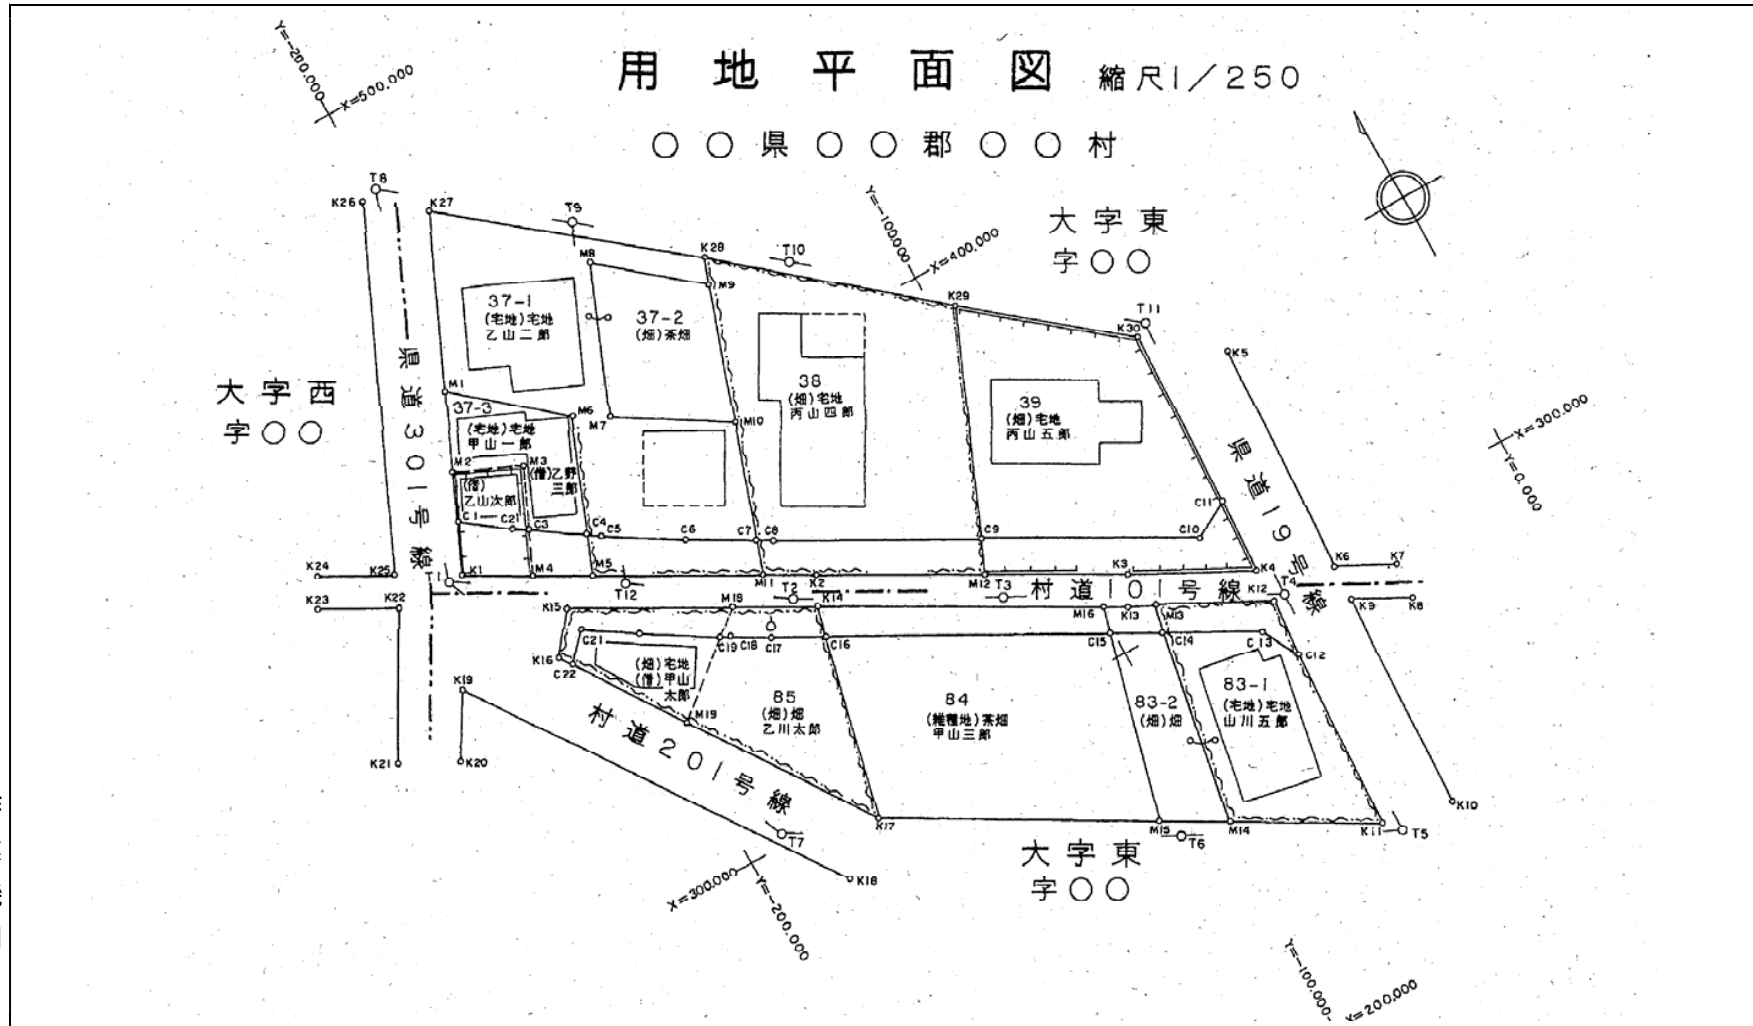 用地平面図 縮尺1/250
○○県○○郡○○村
Y=-200.000
X=500.000
Y=-100.000
X=400.000
大字東
字○○
T8
K26
K27
T9
K28
T10
M8
M9
K29
T11
K30
K5
37-1
(宅地)宅地
乙山二郎
37-2
(畑)茶畑
38
(畑)宅地
丙山四郎
39
(畑)宅地
丙山五郎
大字西
字○○
県道301号線
県道19号線
X=300.000
Y=0.000
M1
37-3
(宅地)宅地
甲山一郎
M6
M7
M10
M2
M3
(借)乙野
三郎
(借)
乙山次郎
C1
C21
C3
C4
C5
C6
C7
C8
C9
C10
C11
K24
K25
T1
K1
M4
M5
T12
M11
K2
T2
M12
T3
K3
K4
K6
K7
村道101号線
K12
T4
K9
K8
K23
K22
K15
M18
K14
M16
K13
M13
C21
C19
C18
C17
C16
C15
C14
C13
C12
K16
C22
(畑)宅地
(借)甲山
太郎
K19
M19
85
(畑)畑
乙川太郎
84
(雑種地)茶畑
甲山三郎
83-2
(畑)畑
83-1
(宅地)宅地
山川五郎
村道201号線
K21
K20
K10
K17
T7
M15
T6
M14
K11
T5
K18
大字東
字○○
X=300.000
Y=-200.000
Y=-100.000
X=200.000